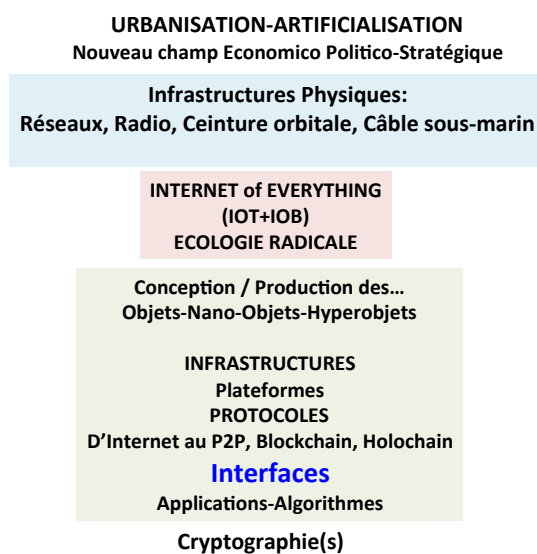 URBANISATION-ARTIFICIALISATION
Nouveau champ Economico Politico-Stratégique
Infrastructures Physiques:
Réseaux, Radio, Ceinture orbitale, Câble sous-marin
INTERNET of EVERYTHING
(IOT+IOB)
ECOLOGIE RADICALE
Conception / Production des…
Objets-Nano-Objets-Hyperobjets
INFRASTRUCTURES
Plateformes
PROTOCOLES
D’Internet au P2P, Blockchain, Holochain
Interfaces
Applications-Algorithmes
Cryptographie(s)